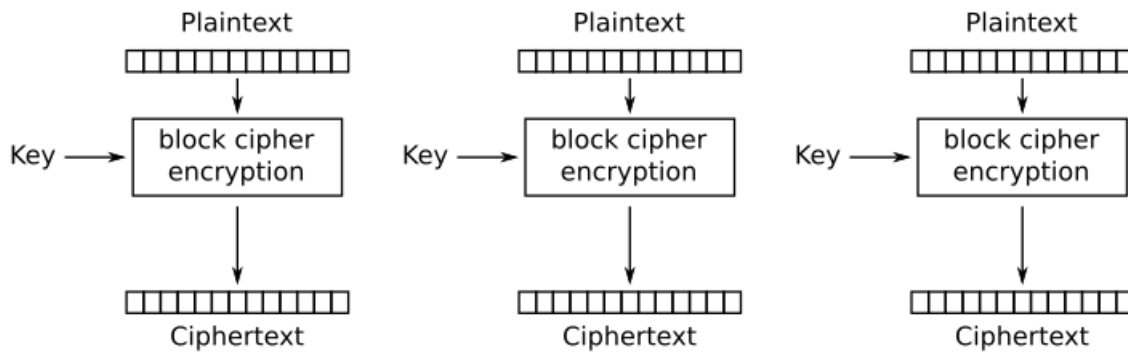 Plaintext
Plaintext
Plaintext
Key
block cipher
encryption
Key
block cipher
encryption
Key
block cipher
encryption
Ciphertext
Ciphertext
Ciphertext